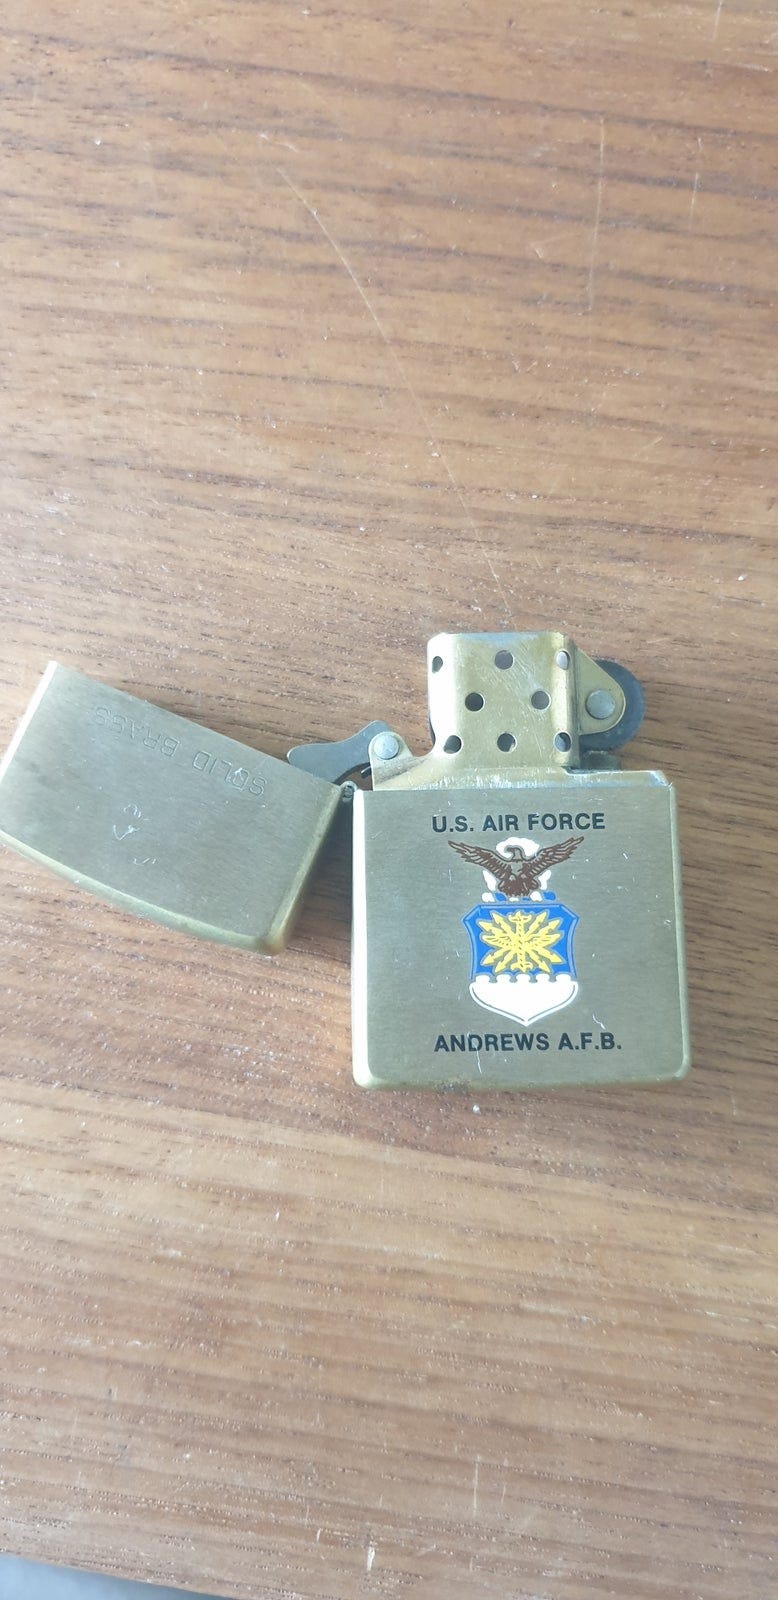 SOLID BRASS
U.S. AIR FORCE
ANDREWS A.F.B.